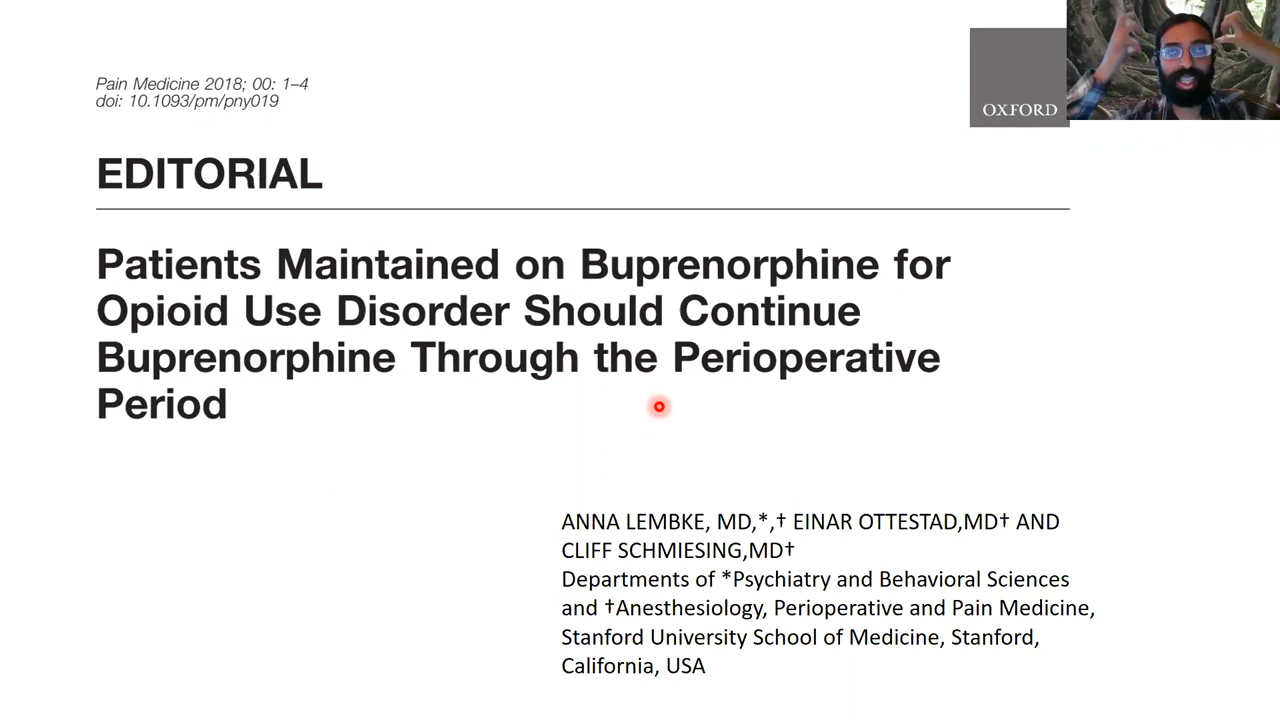 Pain Medicine 2018; 00: 1–4
doi: 10.1093/pm/pny019
OXFORD
EDITORIAL
Patients Maintained on Buprenorphine for
Opioid Use Disorder Should Continue
Buprenorphine Through the Perioperative
Period
ANNA LEMBKE, MD,*,† EINAR OTTESTAD,MD† AND
CLIFF SCHMIESING,MD†
Departments of *Psychiatry and Behavioral Sciences
and †Anesthesiology, Perioperative and Pain Medicine,
Stanford University School of Medicine, Stanford,
California, USA